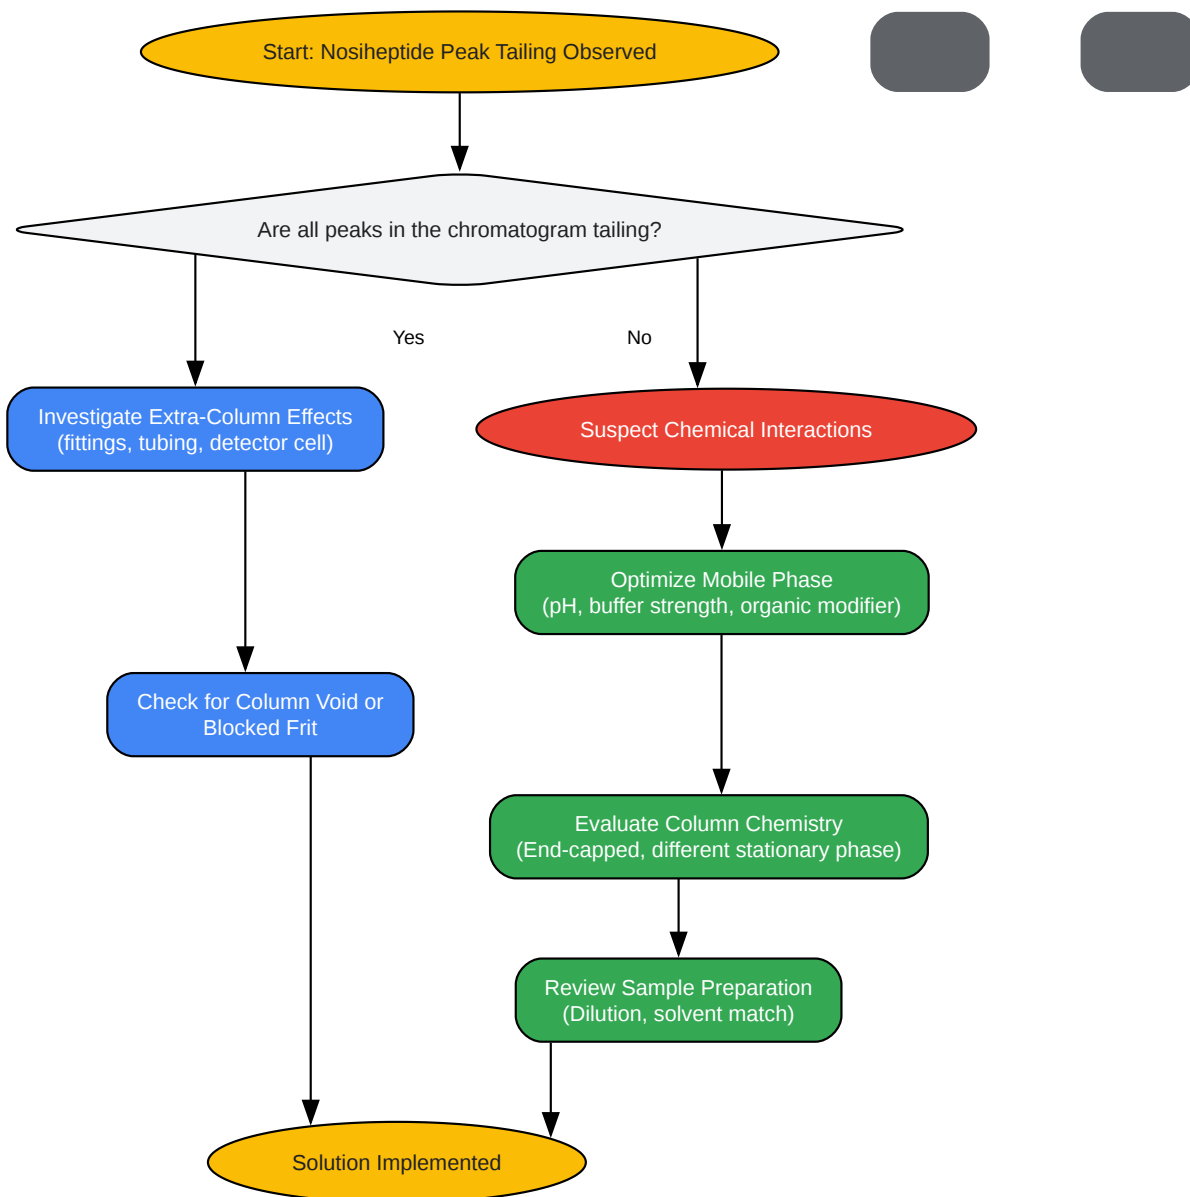 Start: Nosiheptide Peak Tailing Observed
Are all peaks in the chromatogram tailing?
Yes
No
Investigate Extra-Column Effects
(fittings, tubing, detector cell)
Suspect Chemical Interactions
Optimize Mobile Phase
(pH, buffer strength, organic modifier)
Check for Column Void or
Blocked Frit
Evaluate Column Chemistry
(End-capped, different stationary phase)
Review Sample Preparation
(Dilution, solvent match)
Solution Implemented